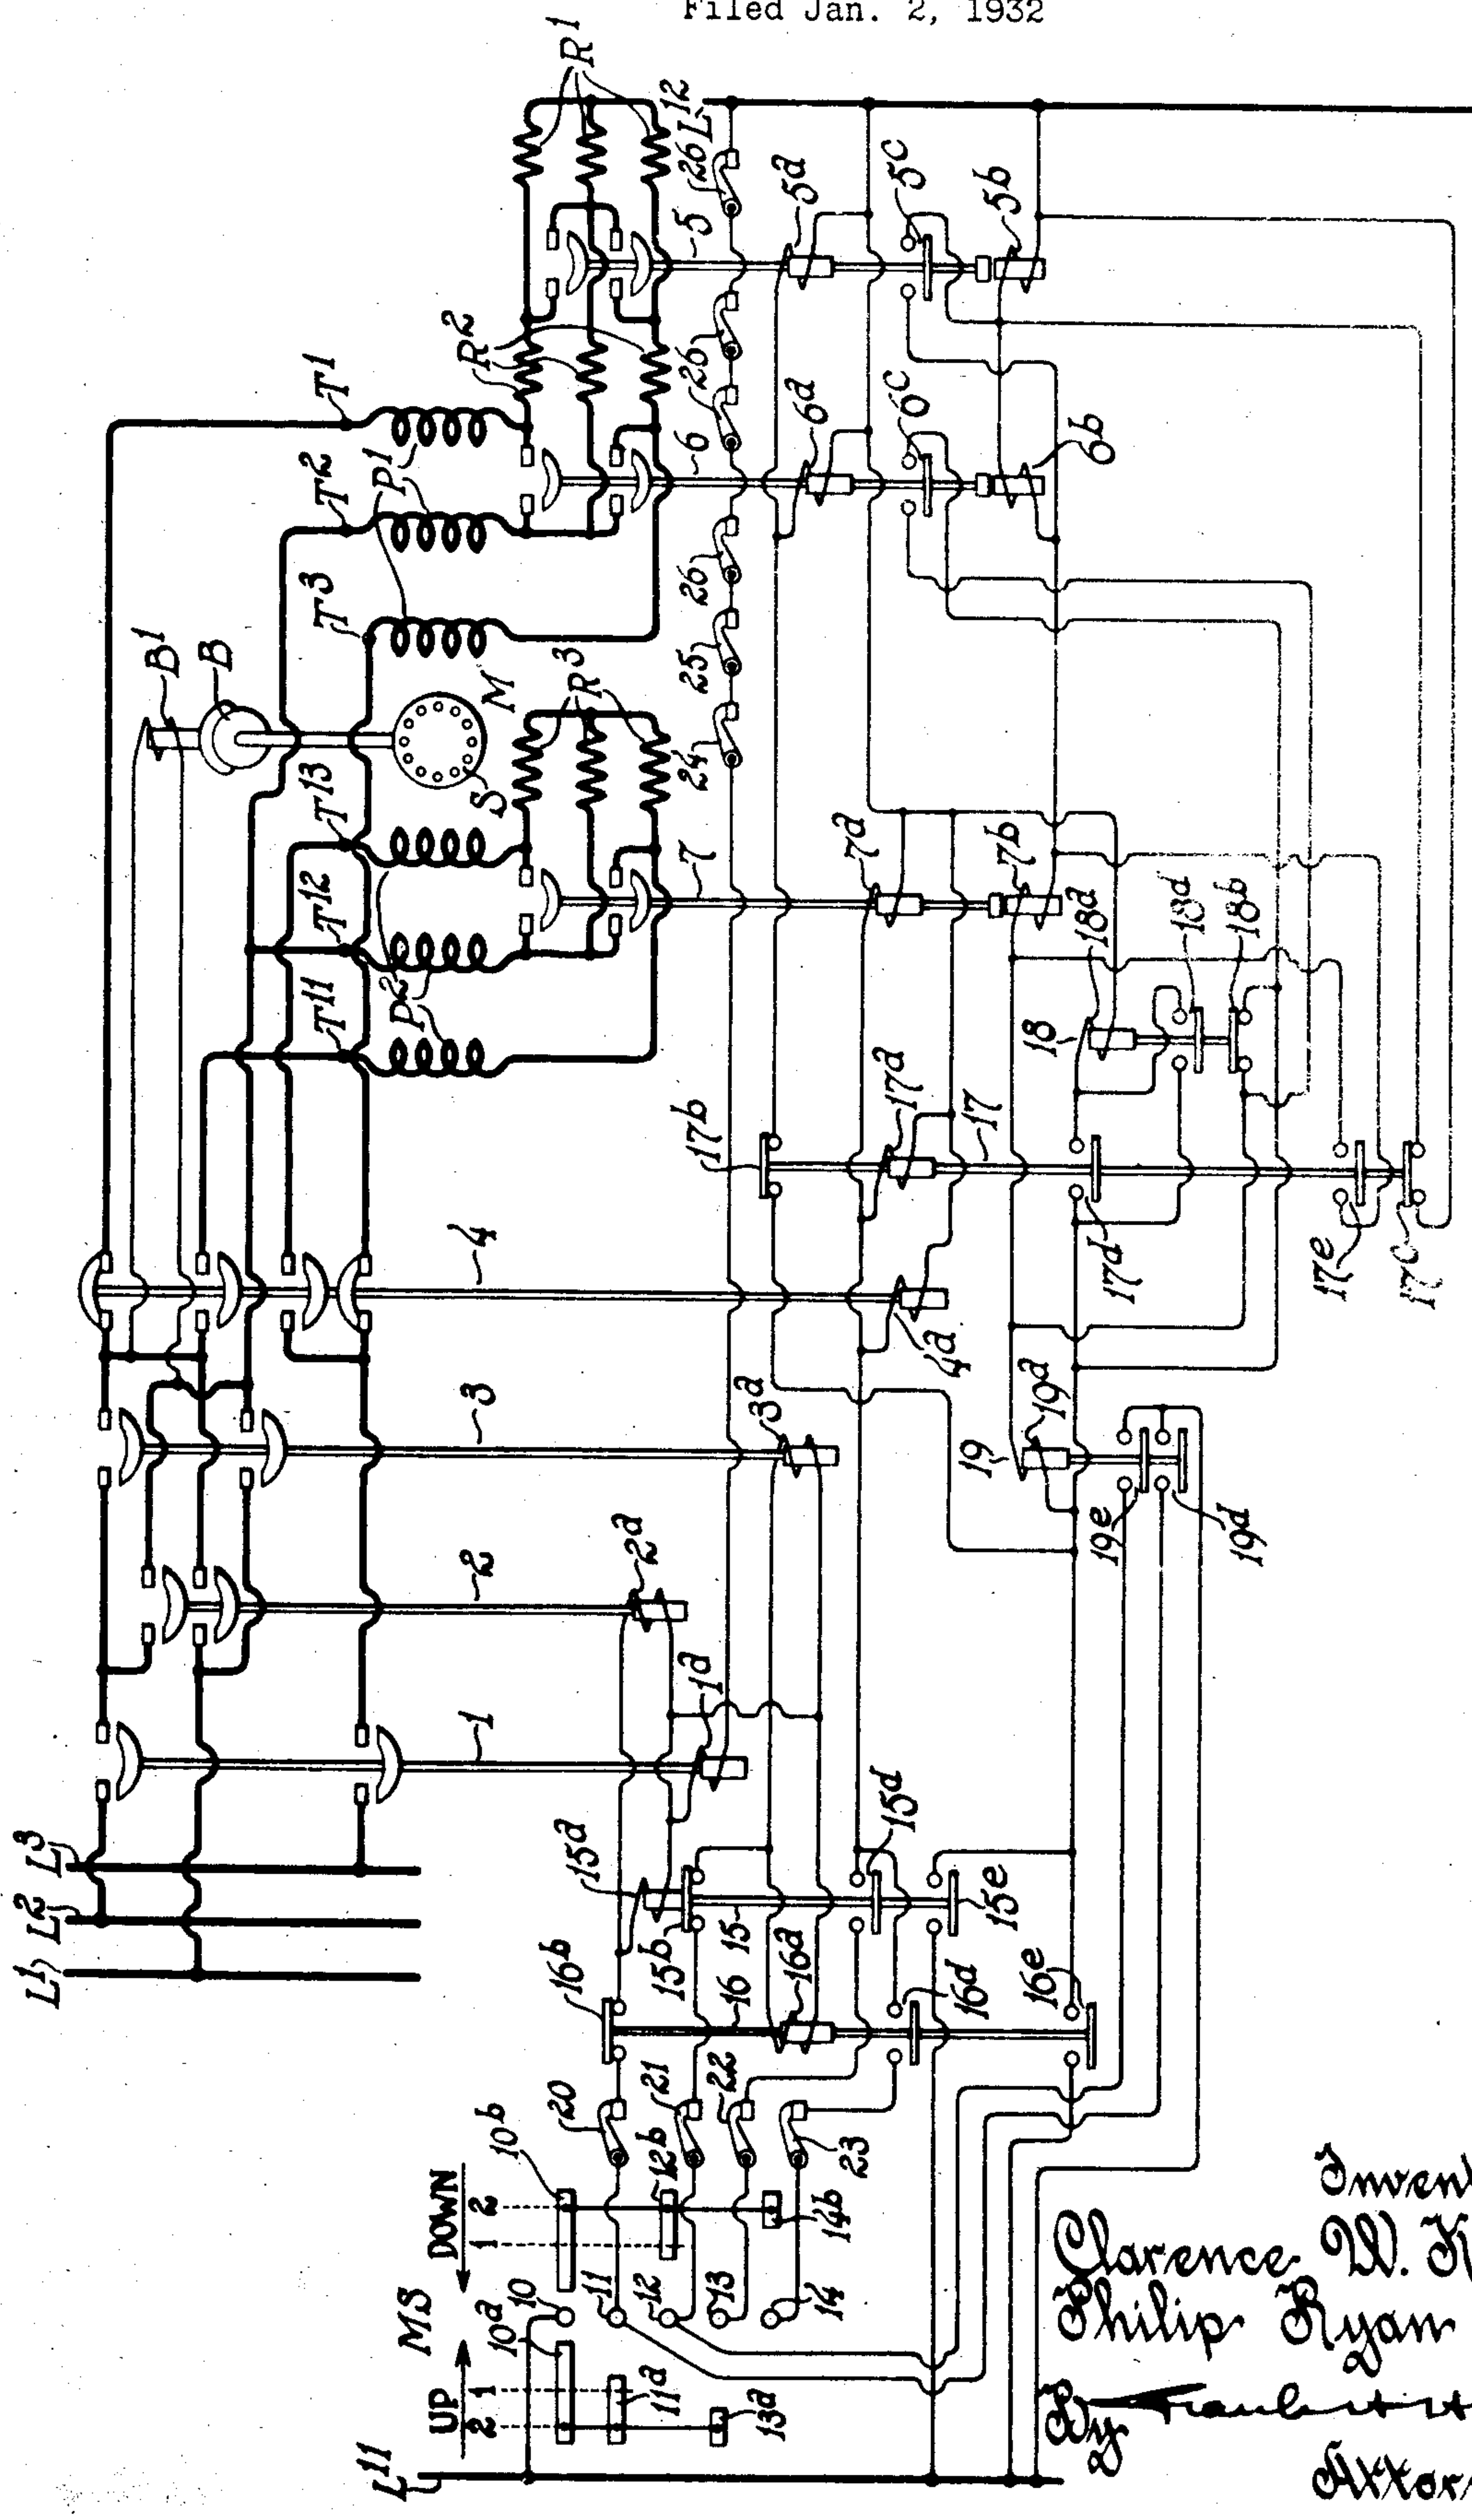 Filed Jan. 2, 1932
R1
L12
26
5
5a
5c
5b
R2
T1
26
26
6
6a
6c
6b
T2
P1
T3
26
25
24
B1
B
M
S
R3
T13
T12
T11
P2
7
7a
7b
18a
18d
18b
18
17b
17a
17
17d
17e
17c
4
4a
3
3a
19a
19
19e
19d
2
2a
1
1a
L3
L2
L1
15a
15b
15
15d
15e
16b
16
16a
16d
16e
20
21
22
23
10b
12b
14b
DOWN
1 2
MS
10
11
12
13
14
10a
11a
13a
UP
2 1
L11
Clarence W.
Philip Ryan
By